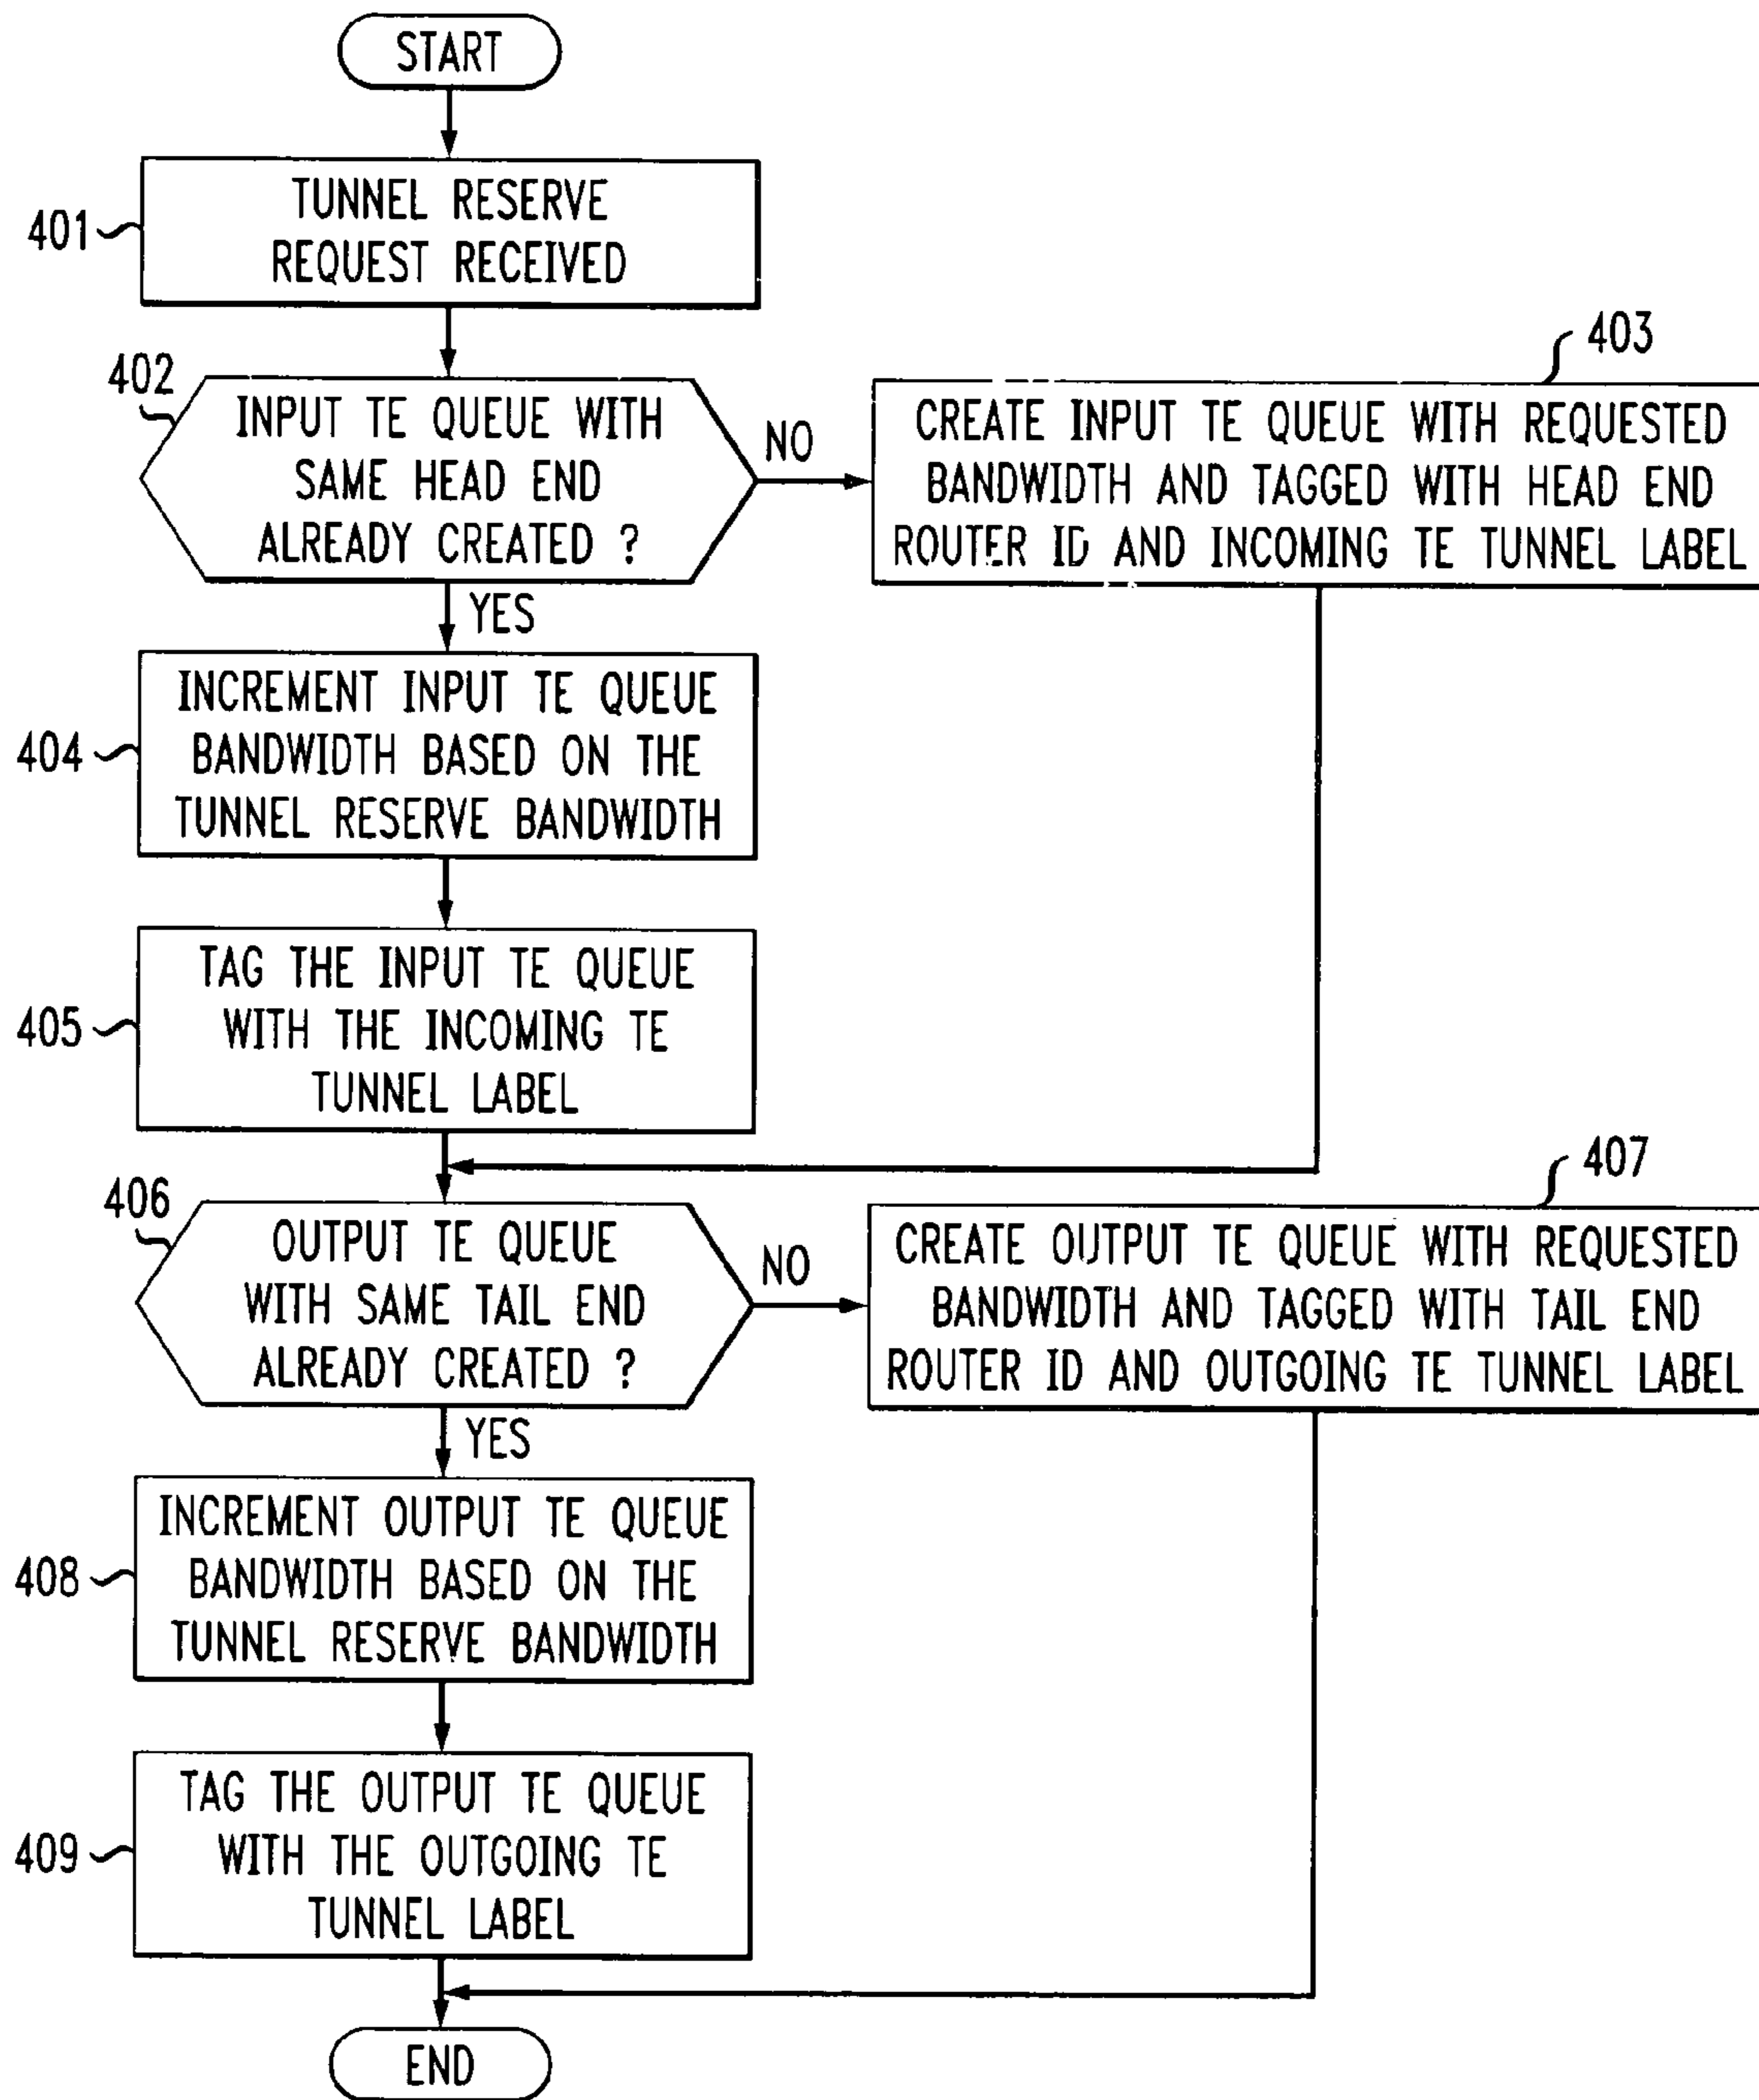 START
401
TUNNEL RESERVE
REQUEST RECEIVED
402
INPUT TE QUEUE WITH
SAME HEAD END
ALREADY CREATED ?
NO
403
CREATE INPUT TE QUEUE WITH REQUESTED
BANDWIDTH AND TAGGED WITH HEAD END
ROUTER ID AND INCOMING TE TUNNEL LABEL
YES
404
INCREMENT INPUT TE QUEUE
BANDWIDTH BASED ON THE
TUNNEL RESERVE BANDWIDTH
405
TAG THE INPUT TE QUEUE
WITH THE INCOMING TE
TUNNEL LABEL
406
OUTPUT TE QUEUE
WITH SAME TAIL END
ALREADY CREATED ?
NO
407
CREATE OUTPUT TE QUEUE WITH REQUESTED
BANDWIDTH AND TAGGED WITH TAIL END
ROUTER ID AND OUTGOING TE TUNNEL LABEL
YES
408
INCREMENT OUTPUT TE QUEUE
BANDWIDTH BASED ON THE
TUNNEL RESERVE BANDWIDTH
409
TAG THE OUTPUT TE QUEUE
WITH THE OUTGOING TE
TUNNEL LABEL
END